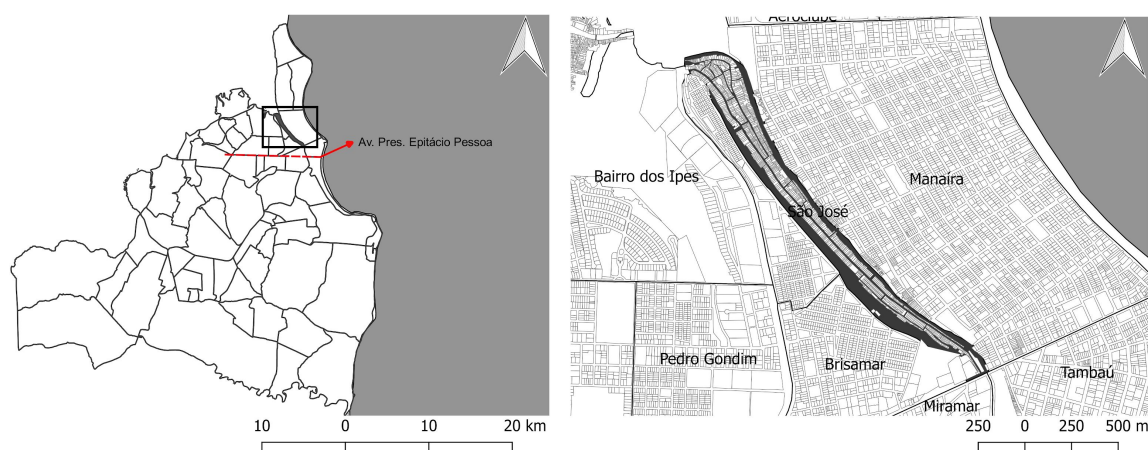 Av. Pres. Epitácio Pessoa
10 0 10 20 km
Aeroclube
Bairro dos Ipes
Manaíra
São José
Pedro Gondim
Brisamar
Tambaú
Miramar
250 0 250 500 m